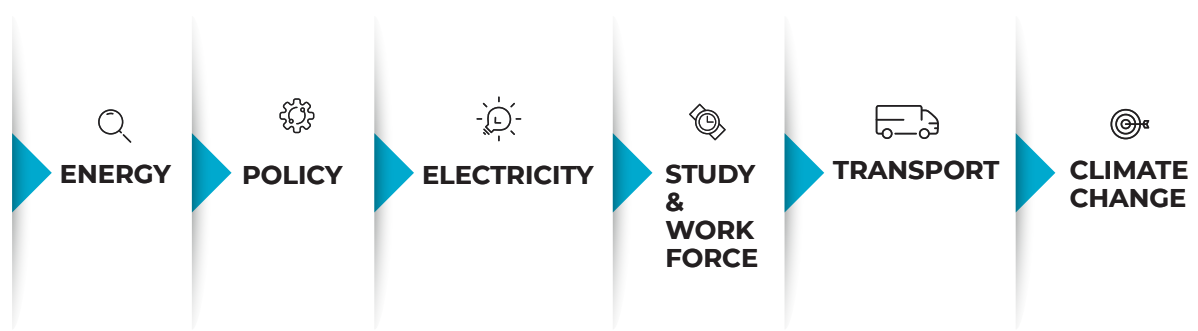 ENERGY
POLICY
ELECTRICITY
STUDY
&
WORK
FORCE
TRANSPORT
CLIMATE
CHANGE